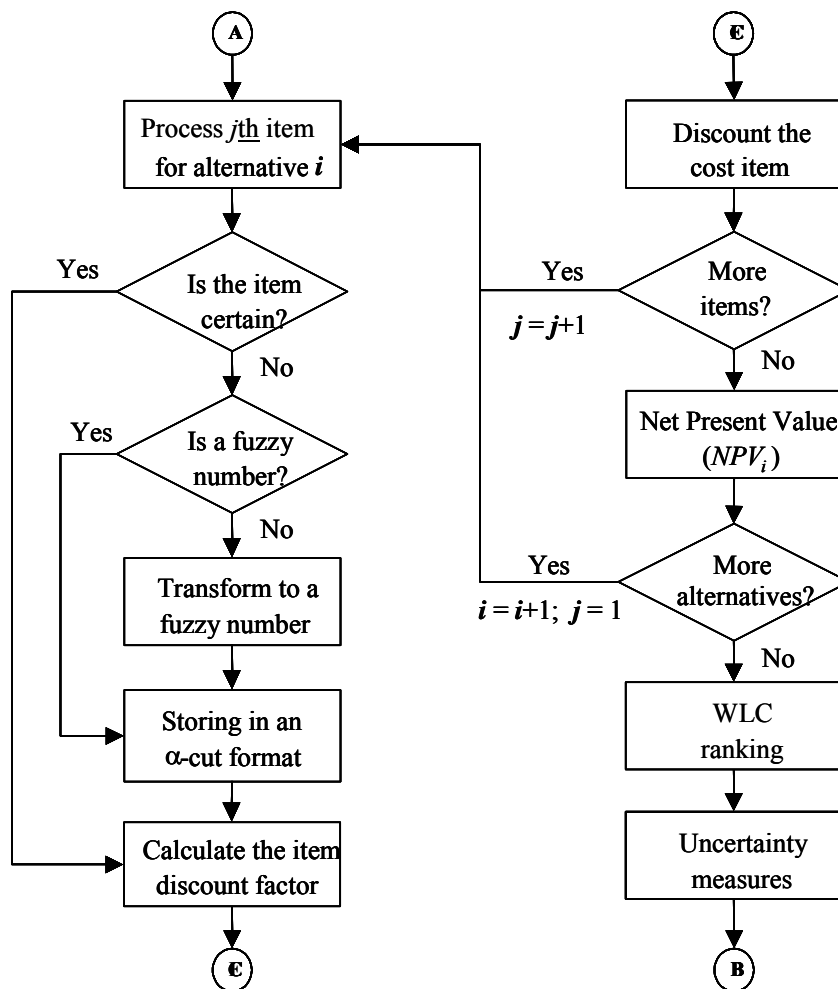 A
Process jth item
for alternative i
Yes
Is the item
certain?
No
Yes
Is a fuzzy
number?
No
Transform to a
fuzzy number
Storing in an
α-cut format
Calculate the item
discount factor
C
C
Discount the
cost item
Yes
More
items?
j = j+1
No
Net Present Value
(NPVi)
Yes
More
alternatives?
i = i+1; j = 1
No
WLC
ranking
Uncertainty
measures
B